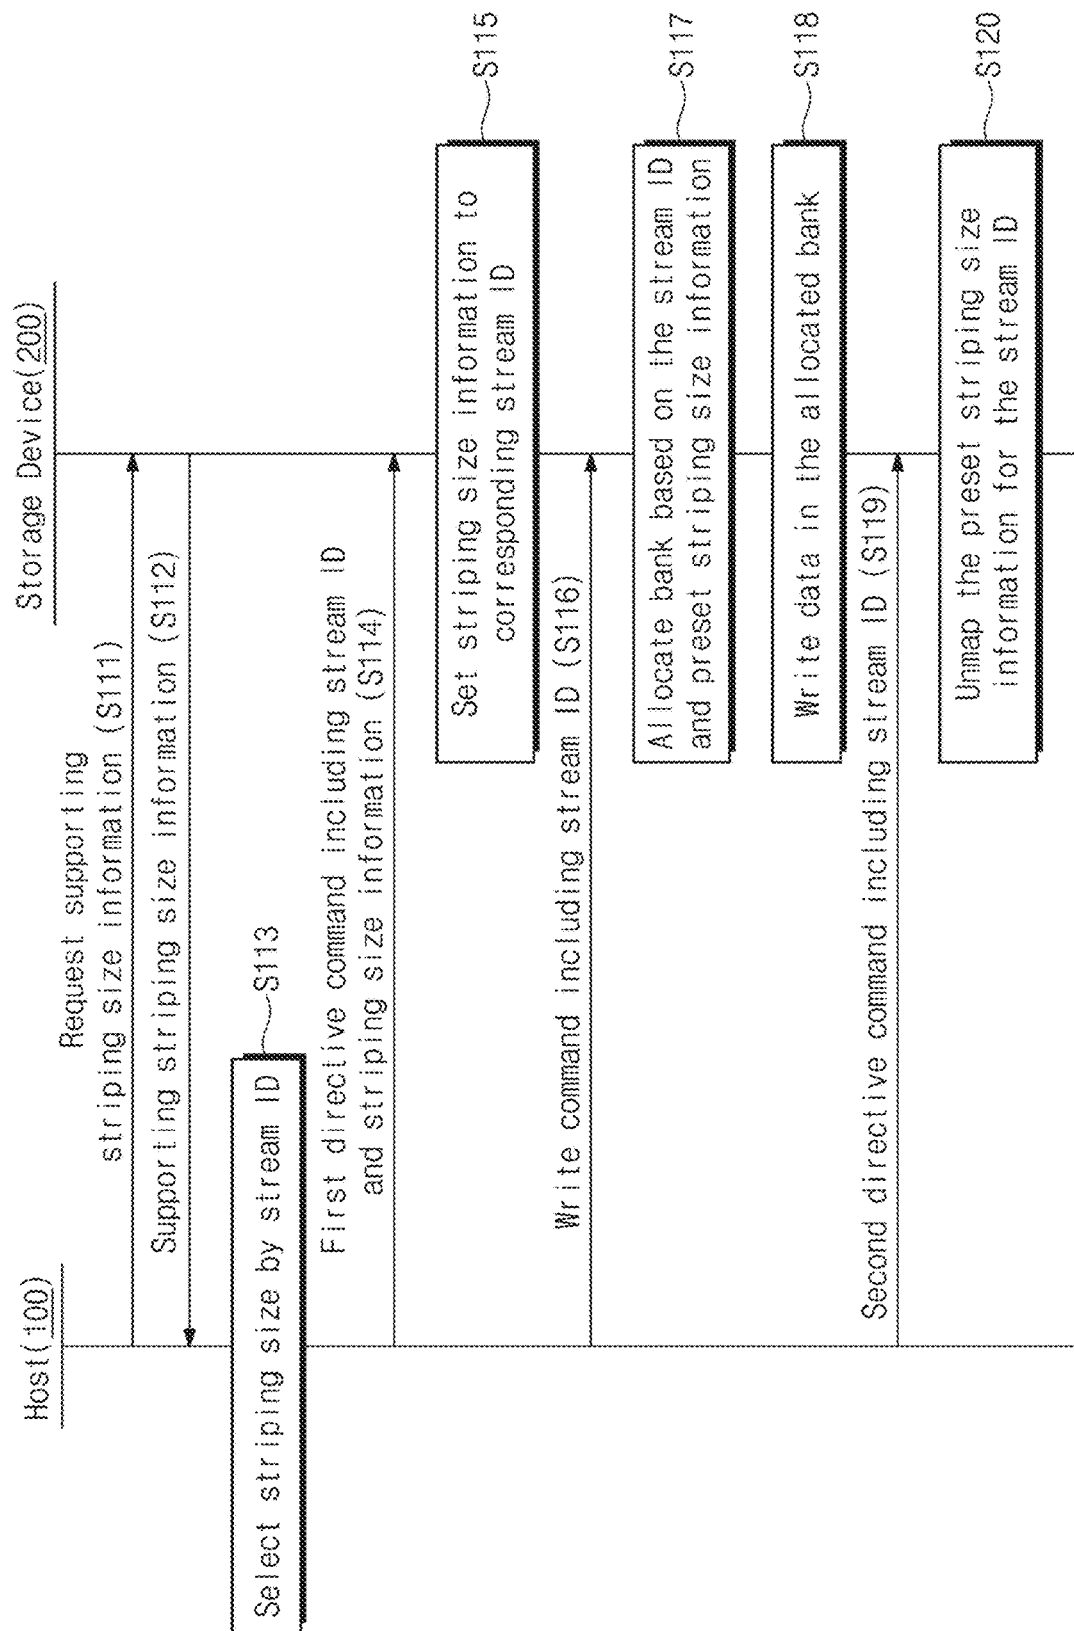 Host(100)
Storage Device(200)
Request supporting
striping size information (S111)
Supporting striping size information (S112)
Select striping size by stream ID
S113
First directive command including stream ID
and striping size information (S114)
Set striping size information to
corresponding stream ID
S115
Write command including stream ID (S116)
Allocate bank based on the stream ID
and preset striping size information
S117
Write data in the allocated bank
S118
Second directive command including stream ID (S119)
Unmap the preset striping size
information for the stream ID
S120